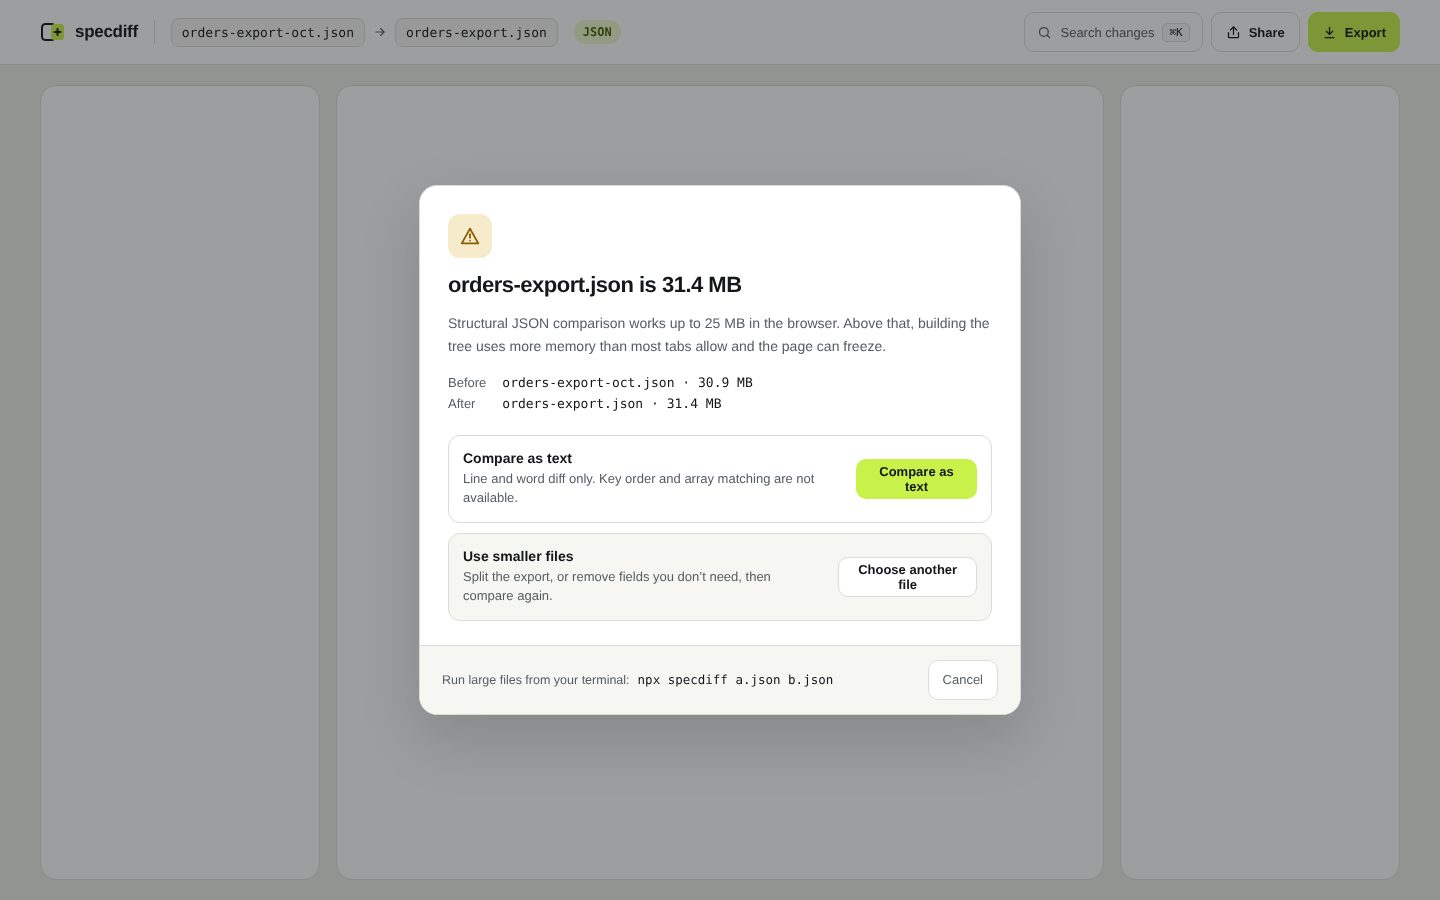 specdiff
orders-export-oct.json → orders-export.json
JSON
Search changes ⌘K
Share
Export
orders-export.json is 31.4 MB
Structural JSON comparison works up to 25 MB in the browser. Above that, building the
tree uses more memory than most tabs allow and the page can freeze.
Before orders-export-oct.json · 30.9 MB
After orders-export.json · 31.4 MB
Compare as text
Line and word diff only. Key order and array matching are not
available.
Compare as
text
Use smaller files
Split the export, or remove fields you don’t need, then
compare again.
Choose another
file
Run large files from your terminal: npx specdiff a.json b.json
Cancel